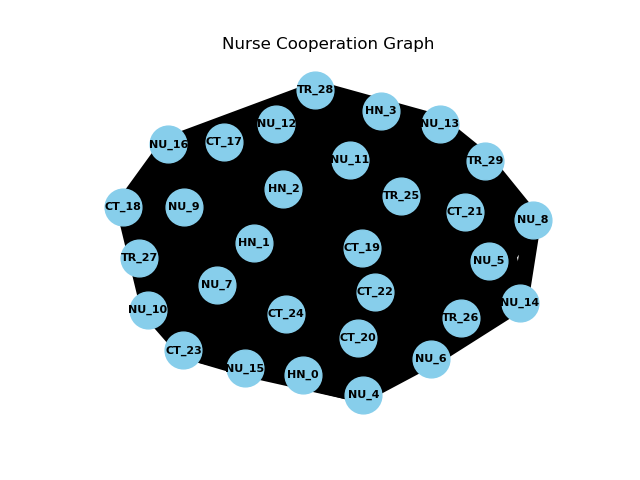 Nurse Cooperation Graph
TR_28
HN_3
NU_12
NU_13
CT_17
NU_16
NU_11
TR_29
HN_2
TR_25
CT_18
NU_9
CT_21
NU_8
HN_1
CT_19
TR_27
NU_5
NU_7
CT_22
NU_14
NU_10
CT_24
TR_26
CT_20
CT_23
NU_6
NU_15
HN_0
NU_4